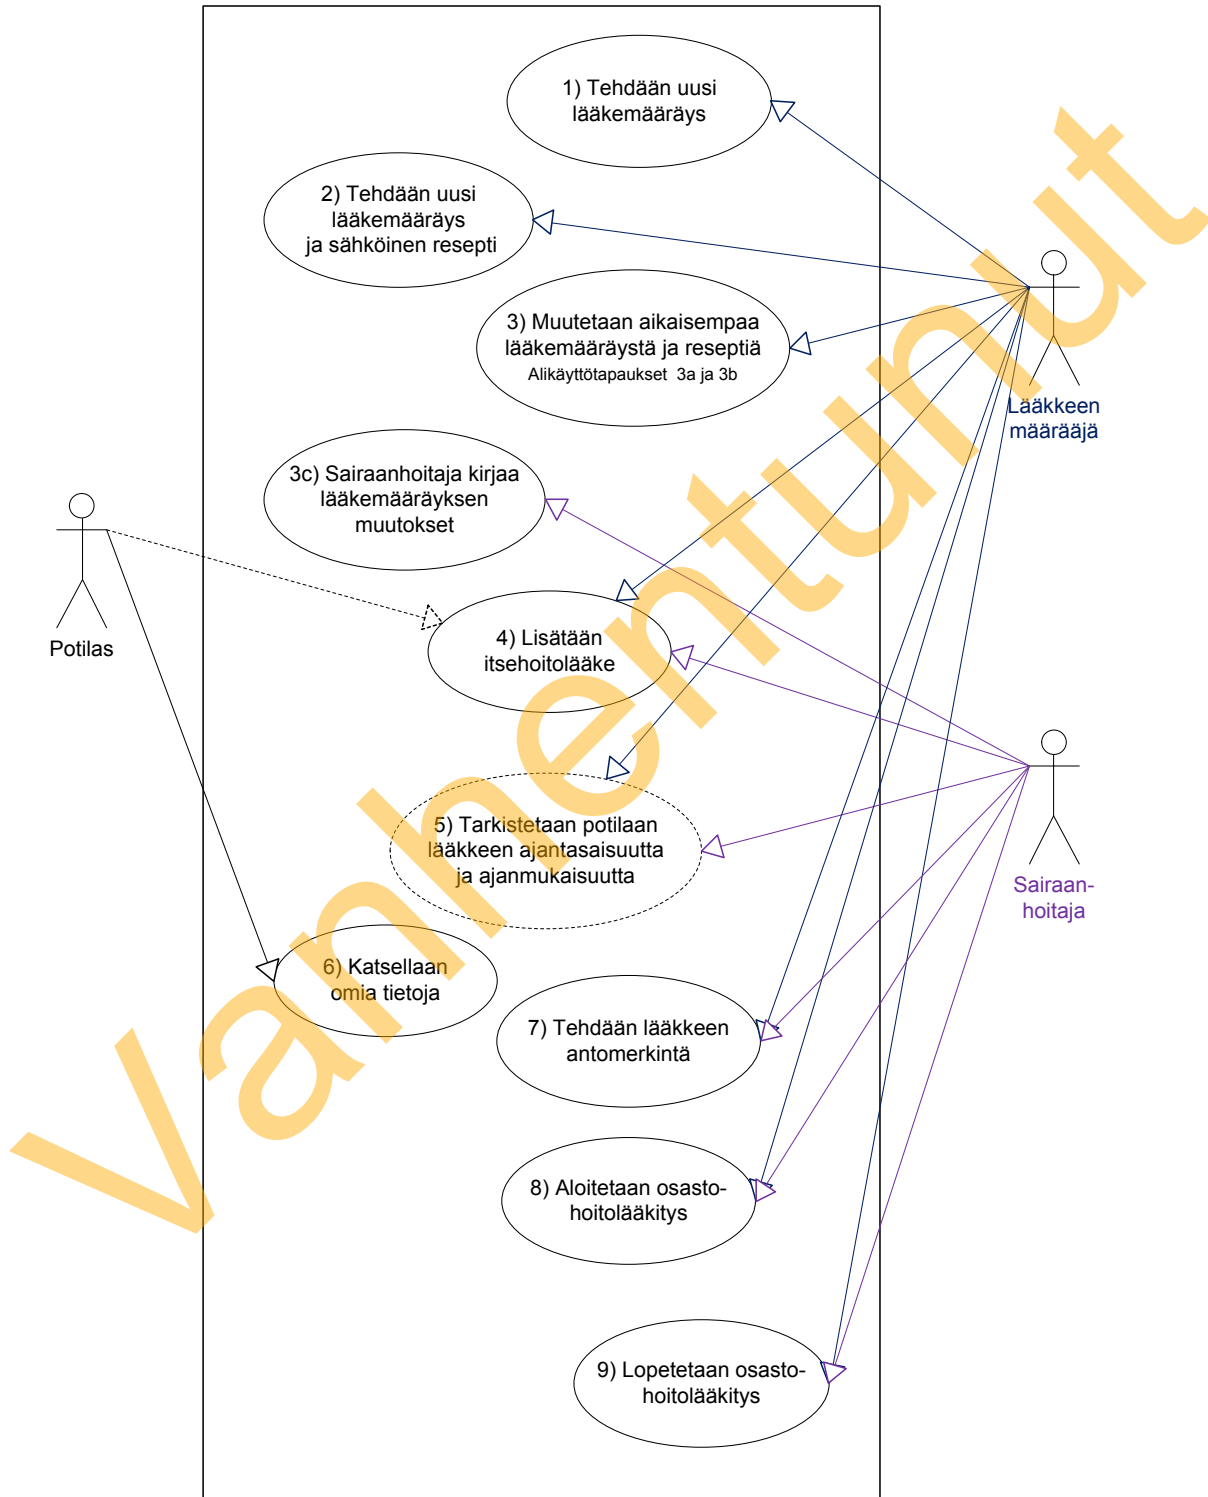 1) Tehdään uusi
lääkemääräys
2) Tehdään uusi
lääkemääräys
ja sähköinen resepti
3) Muutetaan aikaisempaa
lääkemääräystä ja reseptiä
Alikäyttötapaukset 3a ja 3b
Lääkkeen
määrääjä
3c) Sairaanhoitaja kirjaa
lääkemääräyksen
muutokset
Potilas
4) Lisätään
itsehoitolääke
5) Tarkistetaan potilaan
lääkkeen ajantasaisuutta
ja ajanmukaisuutta
Sairaan-
hoitaja
6) Katsellaan
omia tietoja
7) Tehdään lääkkeen
antomerkintä
8) Aloitetaan osasto-
hoitolääkitys
9) Lopetetaan osasto-
hoitolääkitys
Vanhentunut